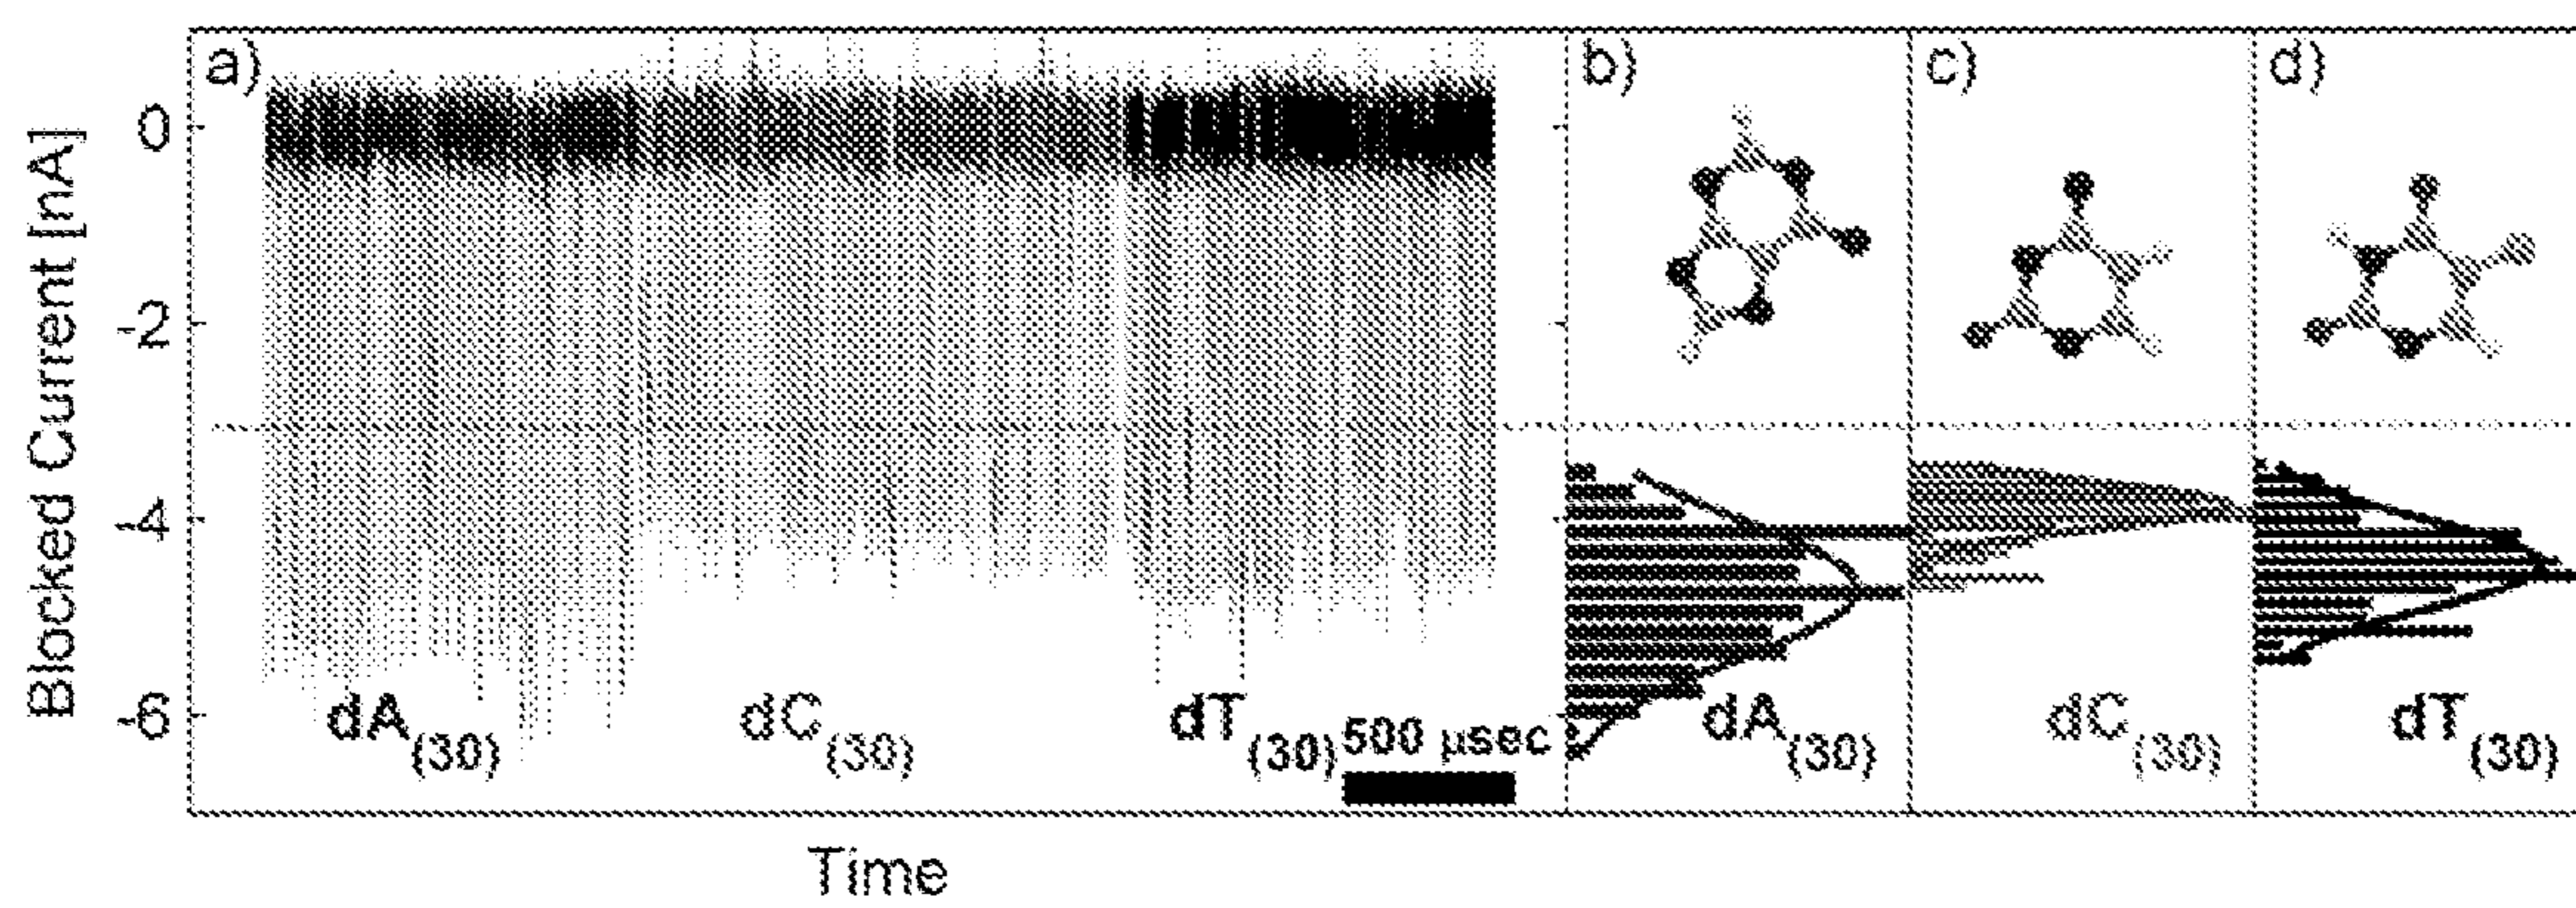 a)
b)
c)
d)
Blocked Current [nA]
0
-2
-4
-6
dA(30)
dC(30)
dT(30)
500 µsec
dA(30)
dC(30)
dT(30)
Time